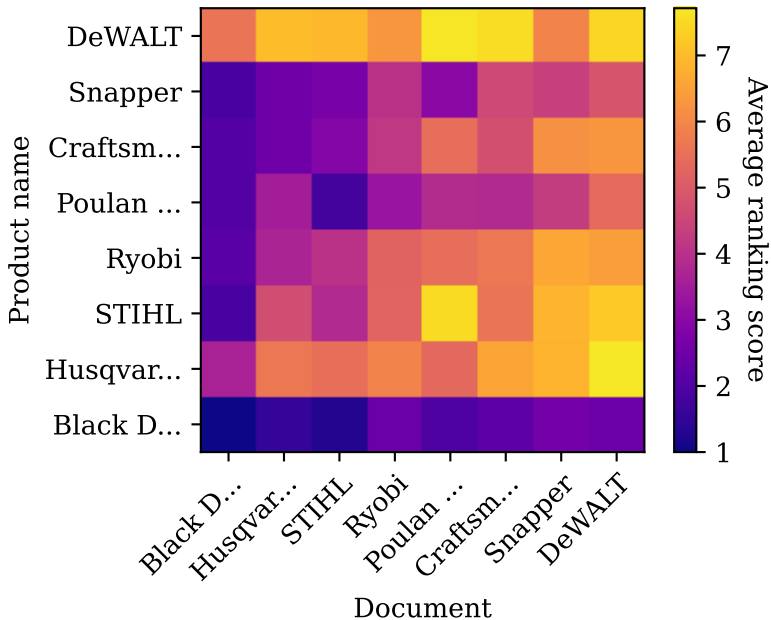 DeWALT
Snapper
Craftsm...
Poulan ...
Ryobi
STIHL
Husqvar...
Black D...
Product name
Black D...
Husqvar...
STIHL
Ryobi
Poulan ...
Craftsm...
Snapper
DeWALT
Document
7
6
5
4
3
2
1
Average ranking score